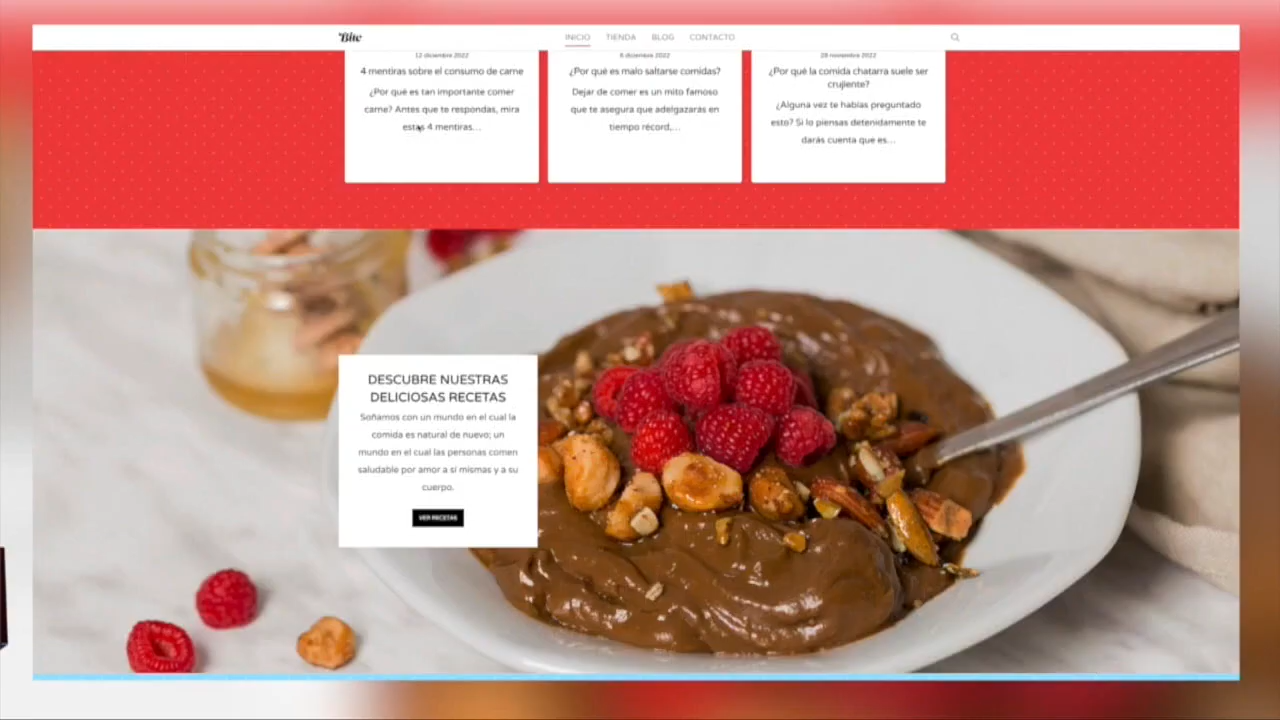 Bite
INICIO TIENDA BLOG CONTACTO
12 diciembre 2022
4 mentiras sobre el consumo de carne
¿Por qué es tan importante comer
carne? Antes que te respondas, mira
estas 4 mentiras…
6 diciembre 2022
¿Por qué es malo saltarse comidas?
Dejar de comer es un mito famoso
que te asegura que adelgazarás en
tiempo récord,…
28 noviembre 2022
¿Por qué la comida chatarra suele ser
crujiente?
¿Alguna vez te habías preguntado
esto? Si lo piensas detenidamente te
darás cuenta que es…
DESCUBRE NUESTRAS
DELICIOSAS RECETAS
Soñamos con un mundo en el cual la
comida es natural de nuevo; un
mundo en el cual las personas comen
saludable por amor a sí mismas y a su
cuerpo.
VER RECETAS